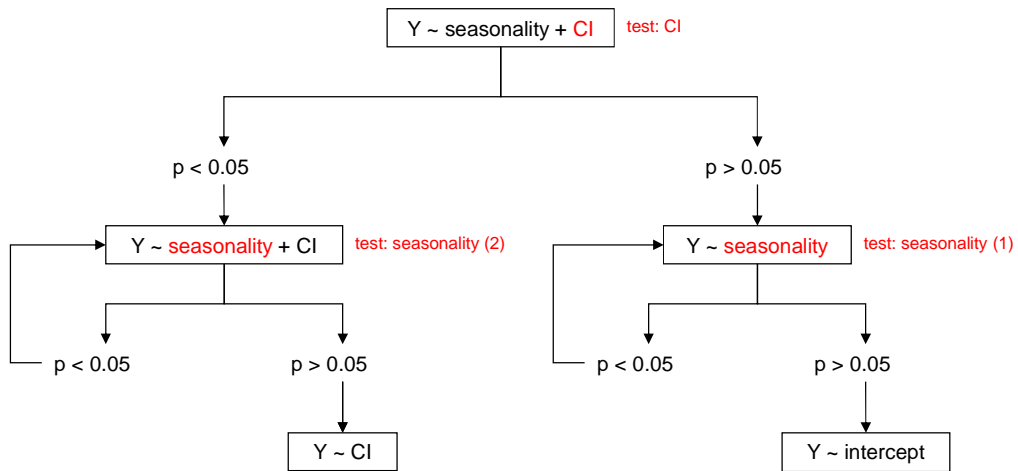 Y ~ seasonality + CI test: CI
p < 0.05 p > 0.05
Y ~ seasonality + CI test: seasonality (2) Y ~ seasonality test: seasonality (1)
p < 0.05 p > 0.05 p < 0.05 p > 0.05
Y ~ CI Y ~ intercept